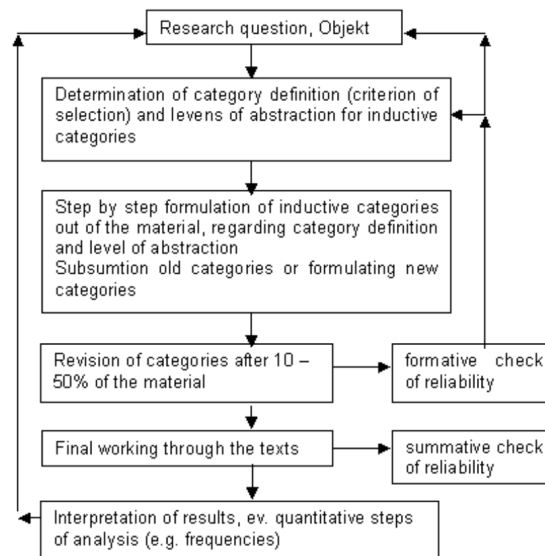 Research question, Objekt
Determination of category definition (criterion of
selection) and levens of abstraction for inductive
categories
Step by step formulation of inductive categories
out of the material, regarding category definition
and level of abstraction
Subsumtion old categories or formulating new
categories
Revision of categories after 10 –
50% of the material
formative check
of reliability
Final working through the texts
summative check
of reliability
Interpretation of results, ev. quantitative steps
of analysis (e.g. frequencies)